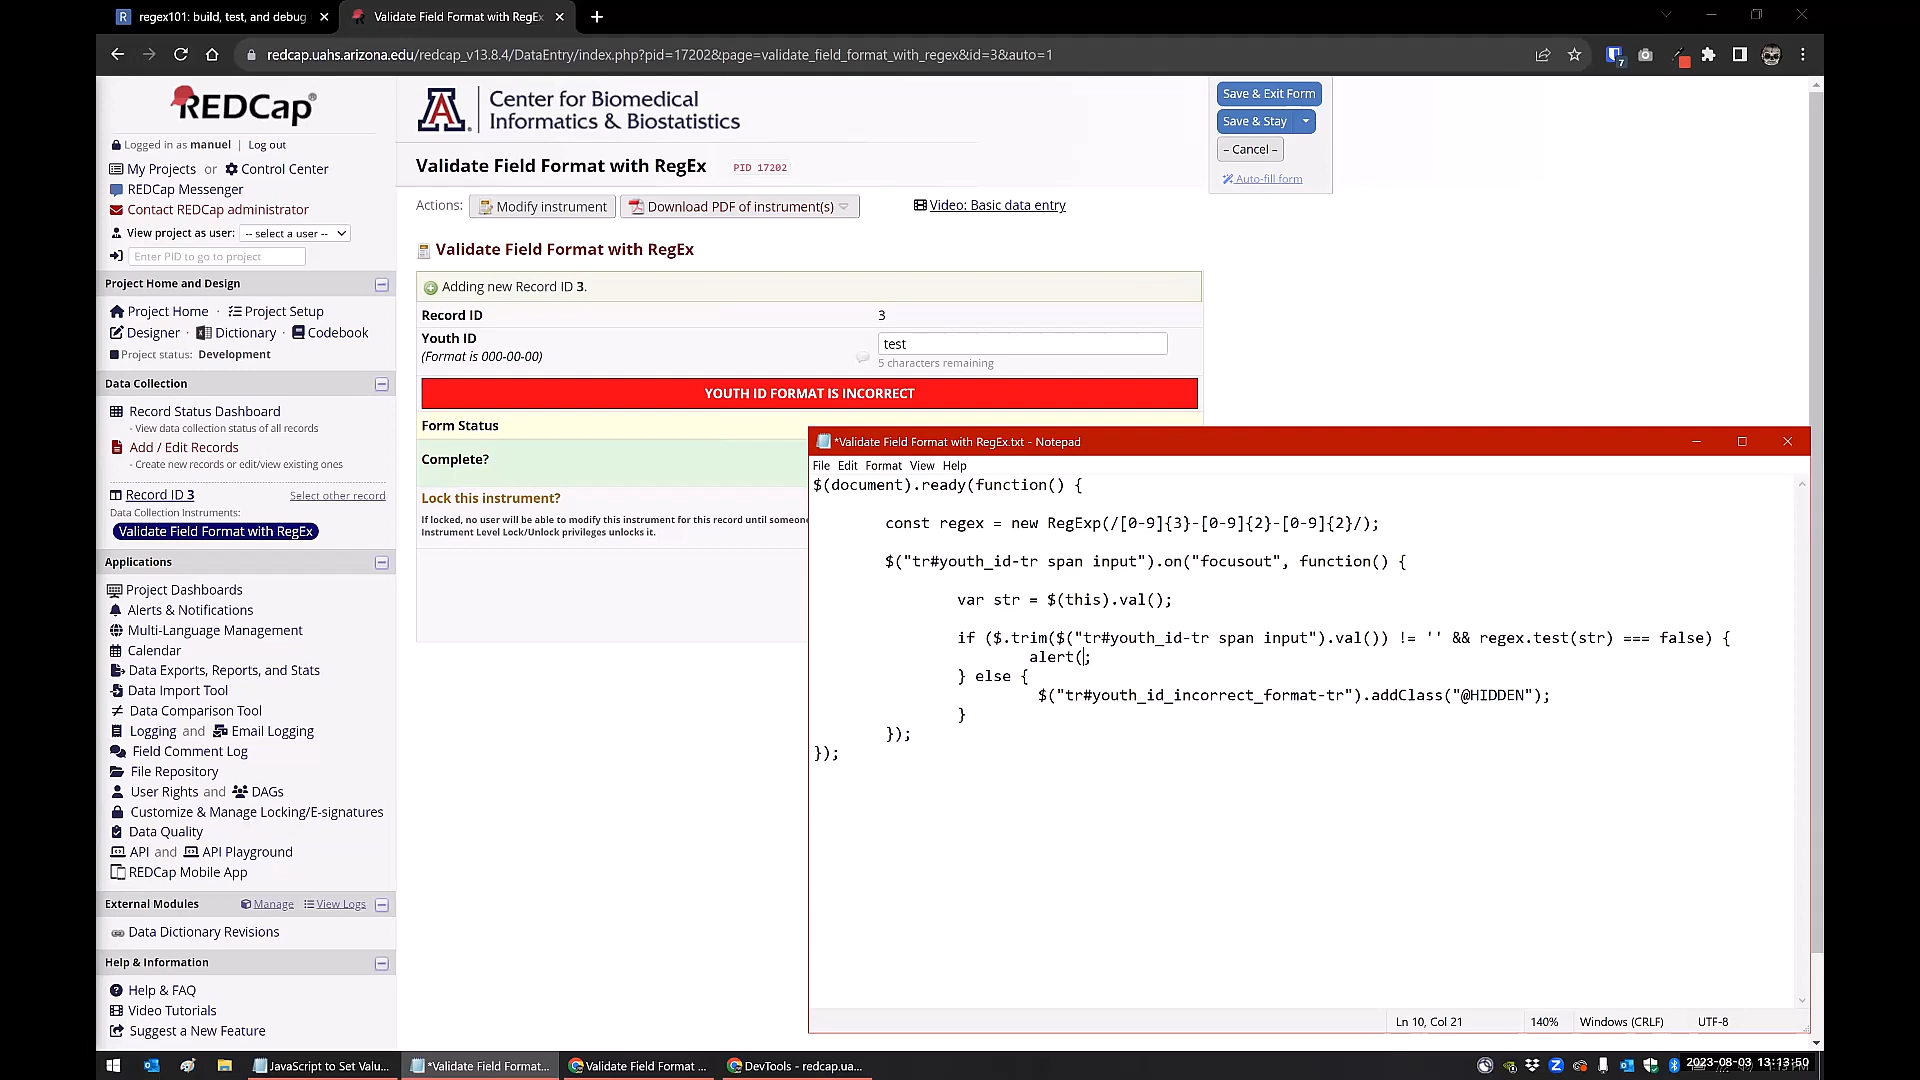 regex101: build, test, and debug
Validate Field Format with RegEx
redcap.uahs.arizona.edu/redcap_v13.8.4/DataEntry/index.php?pid=17202&page=validate_field_format_with_regex&id=3&auto=1
7
REDCap
Logged in as manuel | Log out
My Projects or Control Center
REDCap Messenger
Contact REDCap administrator
View project as user: -- select a user --
Enter PID to go to project
Project Home and Design
Project Home · Project Setup
Designer · Dictionary · Codebook
Project status: Development
Data Collection
Record Status Dashboard
- View data collection status of all records
Add / Edit Records
- Create new records or edit/view existing ones
Record ID 3 Select other record
Data Collection Instruments:
Validate Field Format with RegEx
Applications
Project Dashboards
Alerts & Notifications
Multi-Language Management
Calendar
Data Exports, Reports, and Stats
Data Import Tool
Data Comparison Tool
Logging and Email Logging
Field Comment Log
File Repository
User Rights and DAGs
Customize & Manage Locking/E-signatures
Data Quality
API and API Playground
REDCap Mobile App
External Modules Manage View Logs
Data Dictionary Revisions
Help & Information
Help & FAQ
Video Tutorials
Suggest a New Feature
A
Center for Biomedical
Informatics & Biostatistics
Validate Field Format with RegEx PID 17202
Actions: Modify instrument Download PDF of instrument(s) Video: Basic data entry
Validate Field Format with RegEx
Adding new Record ID 3.
Record ID 3
Youth ID
(Format is 000-00-00)
test
5 characters remaining
YOUTH ID FORMAT IS INCORRECT
Form Status
Complete?
Lock this instrument?
If locked, no user will be able to modify this instrument for this record until someone
Instrument Level Lock/Unlock privileges unlocks it.
Save & Exit Form
Save & Stay
– Cancel –
Auto-fill form
*Validate Field Format with RegEx.txt - Notepad
File Edit Format View Help
$(document).ready(function() {
const regex = new RegExp(/[0-9]{3}-[0-9]{2}-[0-9]{2}/);
$("tr#youth_id-tr span input").on("focusout", function() {
var str = $(this).val();
if ($.trim($("tr#youth_id-tr span input").val()) != '' && regex.test(str) === false) {
alert(;
} else {
$("tr#youth_id_incorrect_format-tr").addClass("@HIDDEN");
}
});
});
Ln 10, Col 21 140% Windows (CRLF) UTF-8
JavaScript to Set Valu...
*Validate Field Format...
Validate Field Format ...
DevTools - redcap.ua...
2023-08-03 13:13:50